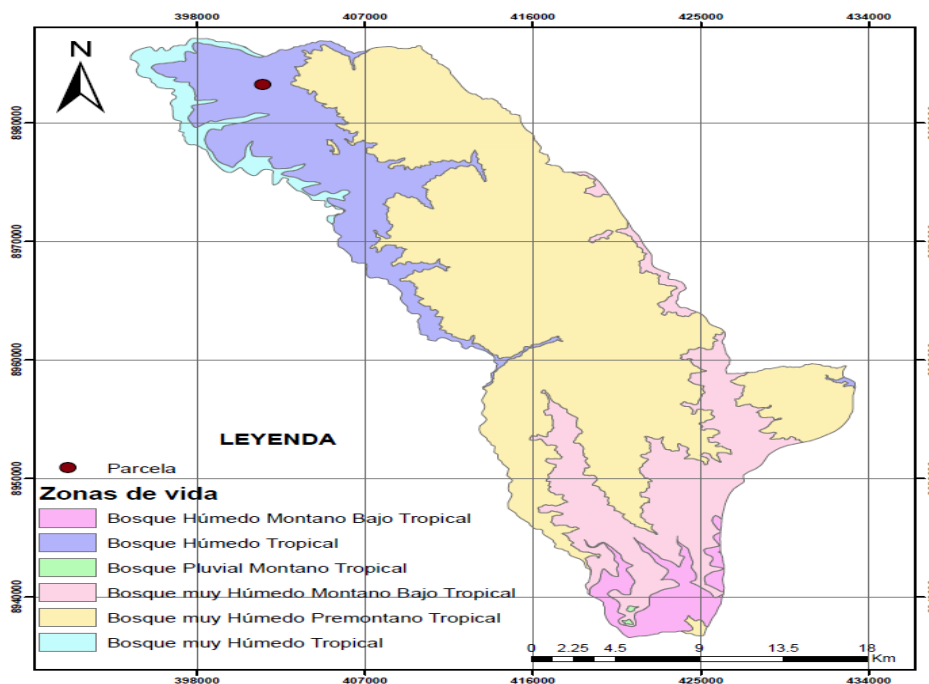 398000 407000 416000 425000 434000
N
8980000
8970000
8960000
8950000
8940000
LEYENDA
Parcela
Zonas de vida
Bosque Húmedo Montano Bajo Tropical
Bosque Húmedo Tropical
Bosque Pluvial Montano Tropical
Bosque muy Húmedo Montano Bajo Tropical
Bosque muy Húmedo Premontano Tropical
Bosque muy Húmedo Tropical
0 2.25 4.5 9 13.5 18
Km
398000 407000 416000 425000 434000